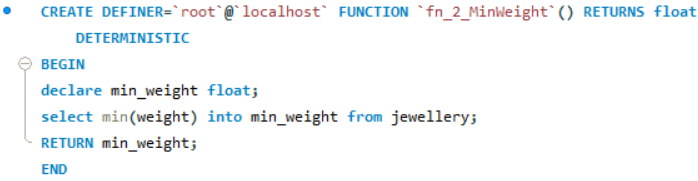 CREATE DEFINER=`root`@`localhost` FUNCTION `fn_2_MinWeight`() RETURNS float
DETERMINISTIC
BEGIN
declare min_weight float;
select min(weight) into min_weight from jewellery;
RETURN min_weight;
END